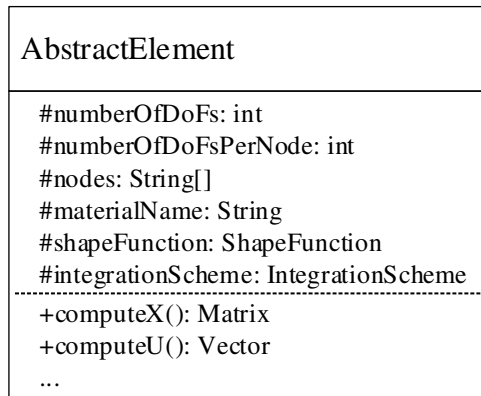 AbstractElement
#numberOfDoFs: int
#numberOfDoFsPerNode: int
#nodes: String[]
#materialName: String
#shapeFunction: ShapeFunction
#integrationScheme: IntegrationScheme
+computeX(): Matrix
+computeU(): Vector
...